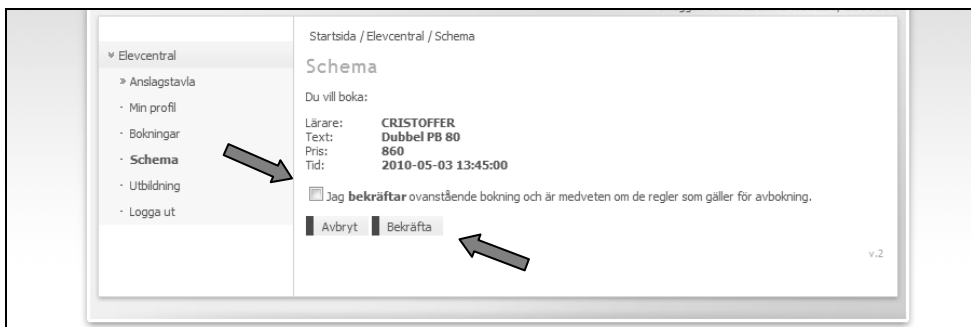 Startsida / Elevcentral / Schema
Elevcentral
» Anslagstavla
· Min profil
· Bokningar
· Schema
· Utbildning
· Logga ut
Schema
Du vill boka:
Lärare: CRISTOFFER
Text: Dubbel PB 80
Pris: 860
Tid: 2010-05-03 13:45:00
Jag bekräftar ovanstående bokning och är medveten om de regler som gäller för avbokning.
Avbryt Bekräfta
v.2